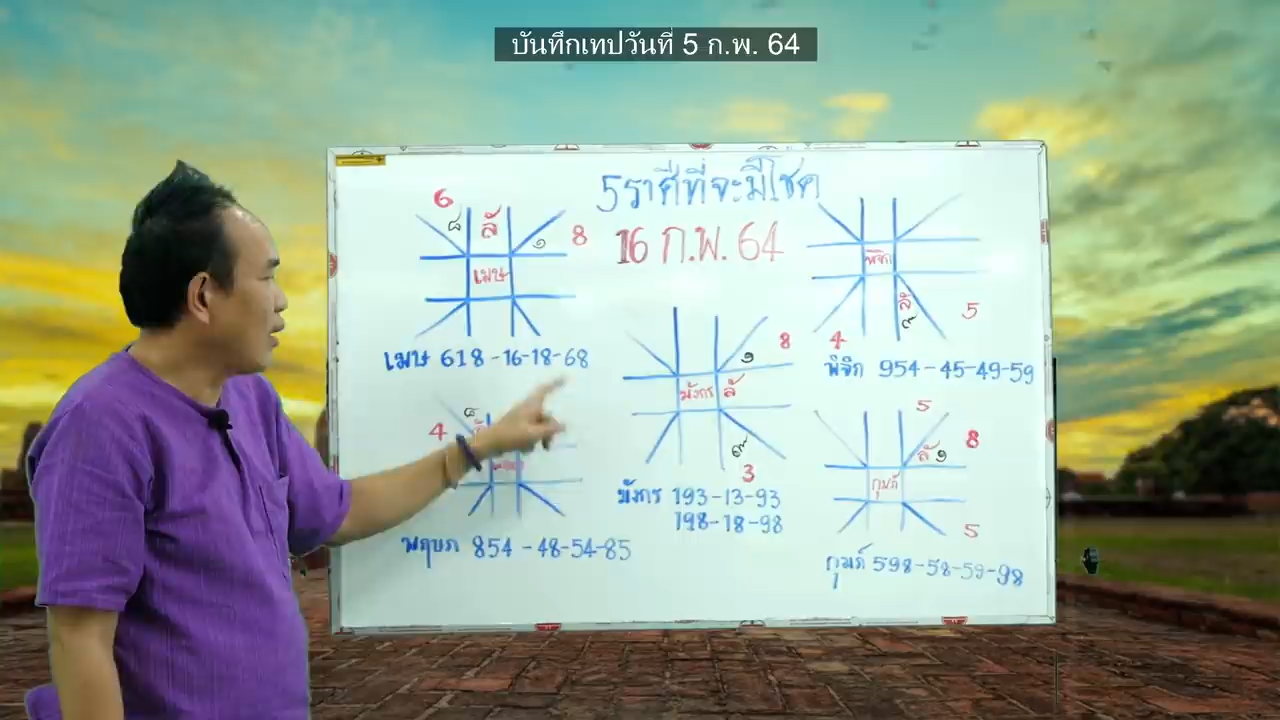 บันทึกเทปวันที่ 5 ก.พ. 64
5ราศีที่จะมีโชค
16 ก.พ. 64
6
๘ ลั ๑ 8
เมษ
เมษ 618-16-18-68
4 ๘
พฤษภ 854-48-54-85
๑ 8
มังกร ลั
๙
3
มังกร 193-13-93
198-18-98
พิจิก
ลั
๙ 5
4
พิจิก 954-45-49-59
5
ลั ๑ 8
กุมภ์
5
กุมภ์ 598-58-59-98